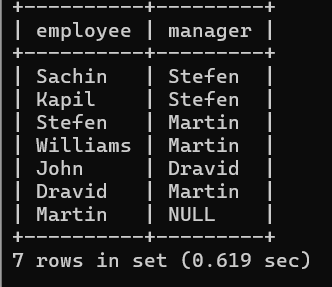 +----------+---------+
| employee | manager |
+----------+---------+
| Sachin   | Stefen  |
| Kapil    | Stefen  |
| Stefen   | Martin  |
| Williams | Martin  |
| John     | Dravid  |
| Dravid   | Martin  |
| Martin   | NULL    |
+----------+---------+
7 rows in set (0.619 sec)